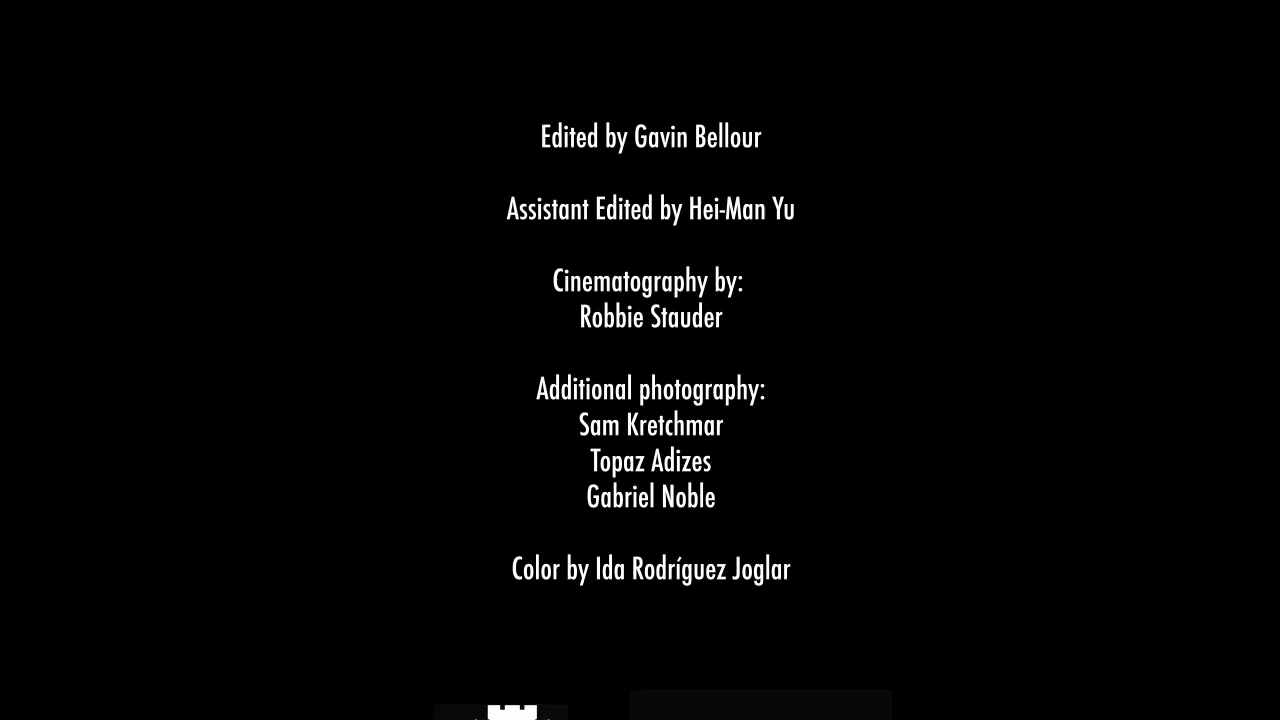 Edited by Gavin Bellour
Assistant Edited by Hei-Man Yu
Cinematography by:
Robbie Stauder
Additional photography:
Sam Kretchmar
Topaz Adizes
Gabriel Noble
Color by Ida Rodríguez Joglar